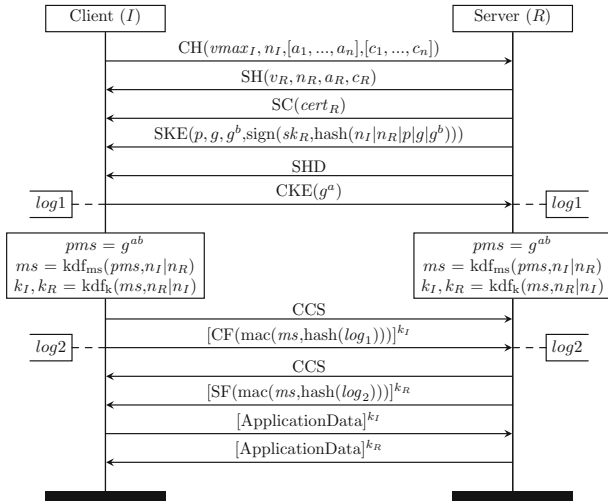 Client (I) Server (R)
CH(vmax_I, n_I,[a_1, ..., a_n],[c_1, ..., c_n])
SH(v_R, n_R, a_R, c_R)
SC(cert_R)
SKE(p, g, g^b,sign(sk_R,hash(n_I|n_R|p|g|g^b)))
SHD
CKE(g^a)
log1 log1
pms = g^{ab} pms = g^{ab}
ms = kdf_ms(pms,n_I|n_R) ms = kdf_ms(pms,n_I|n_R)
k_I, k_R = kdf_k(ms,n_R|n_I) k_I, k_R = kdf_k(ms,n_R|n_I)
CCS
[CF(mac(ms,hash(log_1)))]^{k_I}
log2 log2
CCS
[SF(mac(ms,hash(log_2)))]^{k_R}
[ApplicationData]^{k_I}
[ApplicationData]^{k_R}